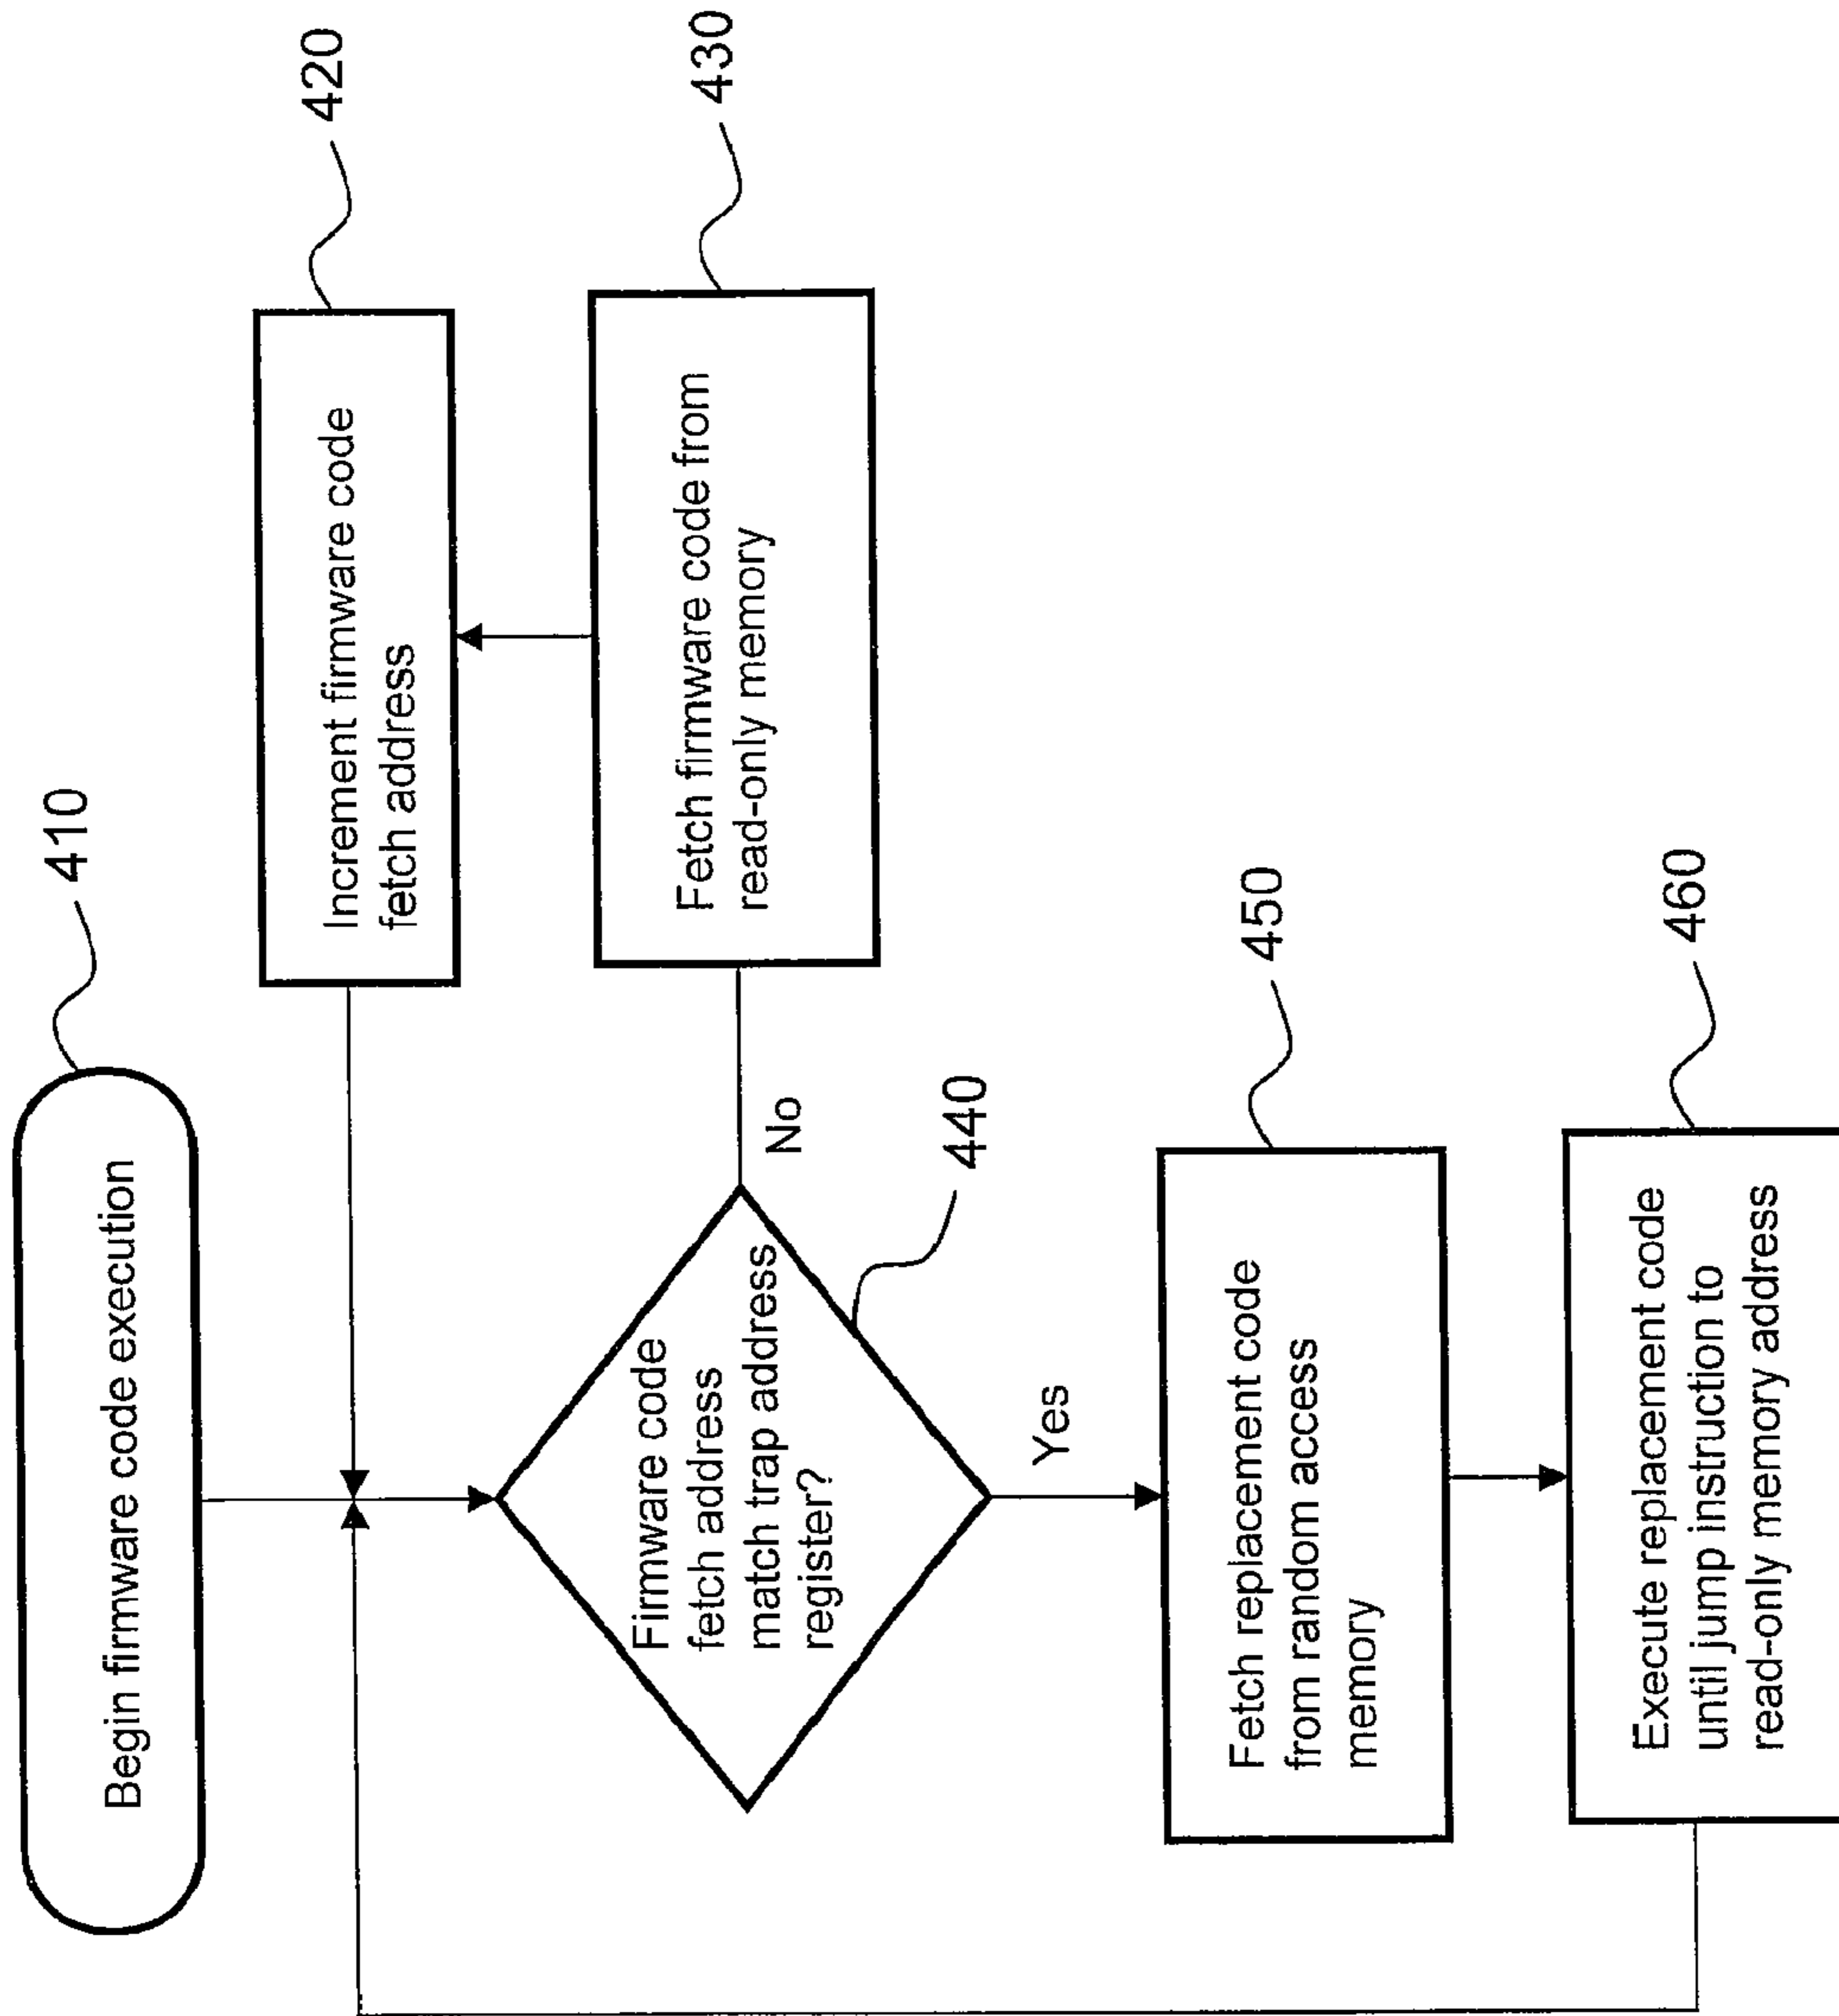 Begin firmware code execution
410
Increment firmware code
fetch address
420
Fetch firmware code from
read-only memory
430
Firmware code
fetch address
match trap address
register?
440
No
Yes
Fetch replacement code
from random access
memory
450
Execute replacement code
until jump instruction to
read-only memory address
460